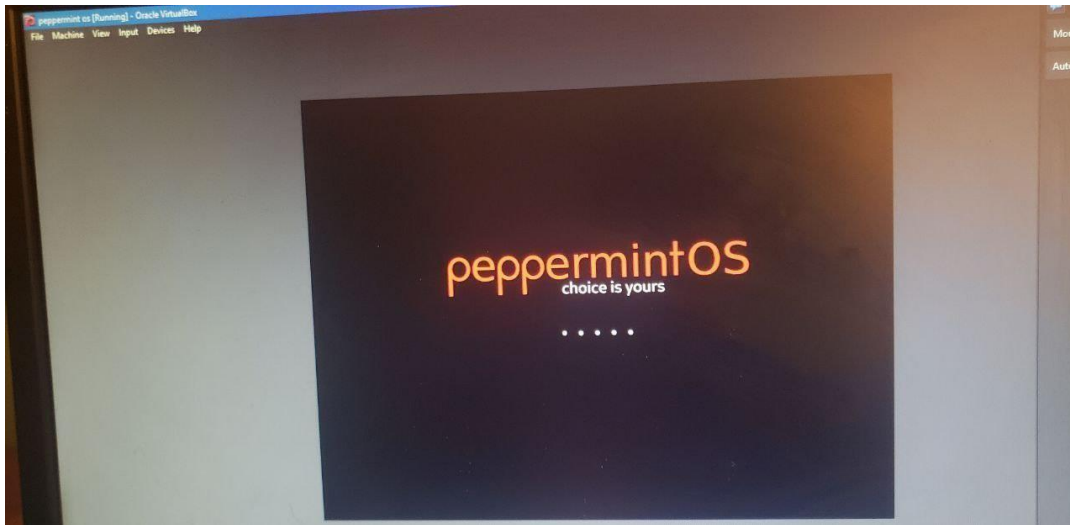 peppermint os [Running] - Oracle VirtualBox
File Machine View Input Devices Help
peppermintOS
choice is yours